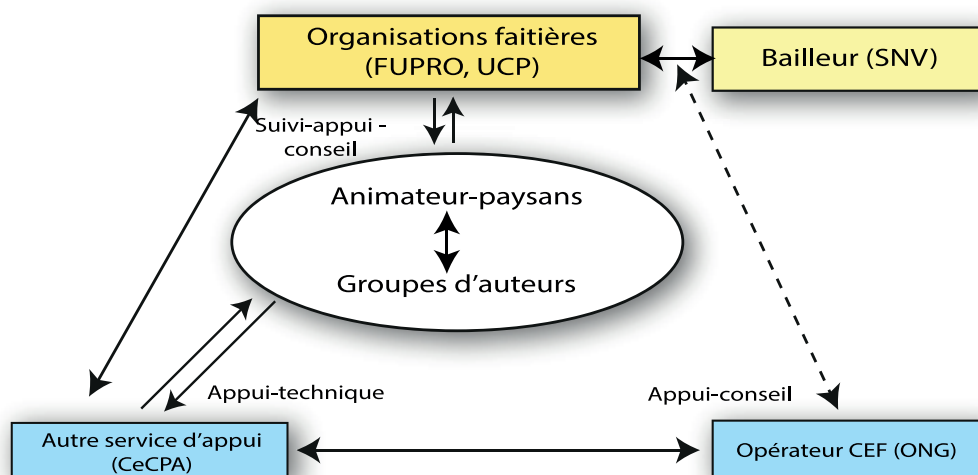 Organisations faitières
(FUPRO, UCP)
Bailleur (SNV)
Suivi-appui -
conseil
Animateur-paysans
Groupes d'auteurs
Appui-technique
Appui-conseil
Autre service d'appui
(CeCPA)
Opérateur CEF (ONG)